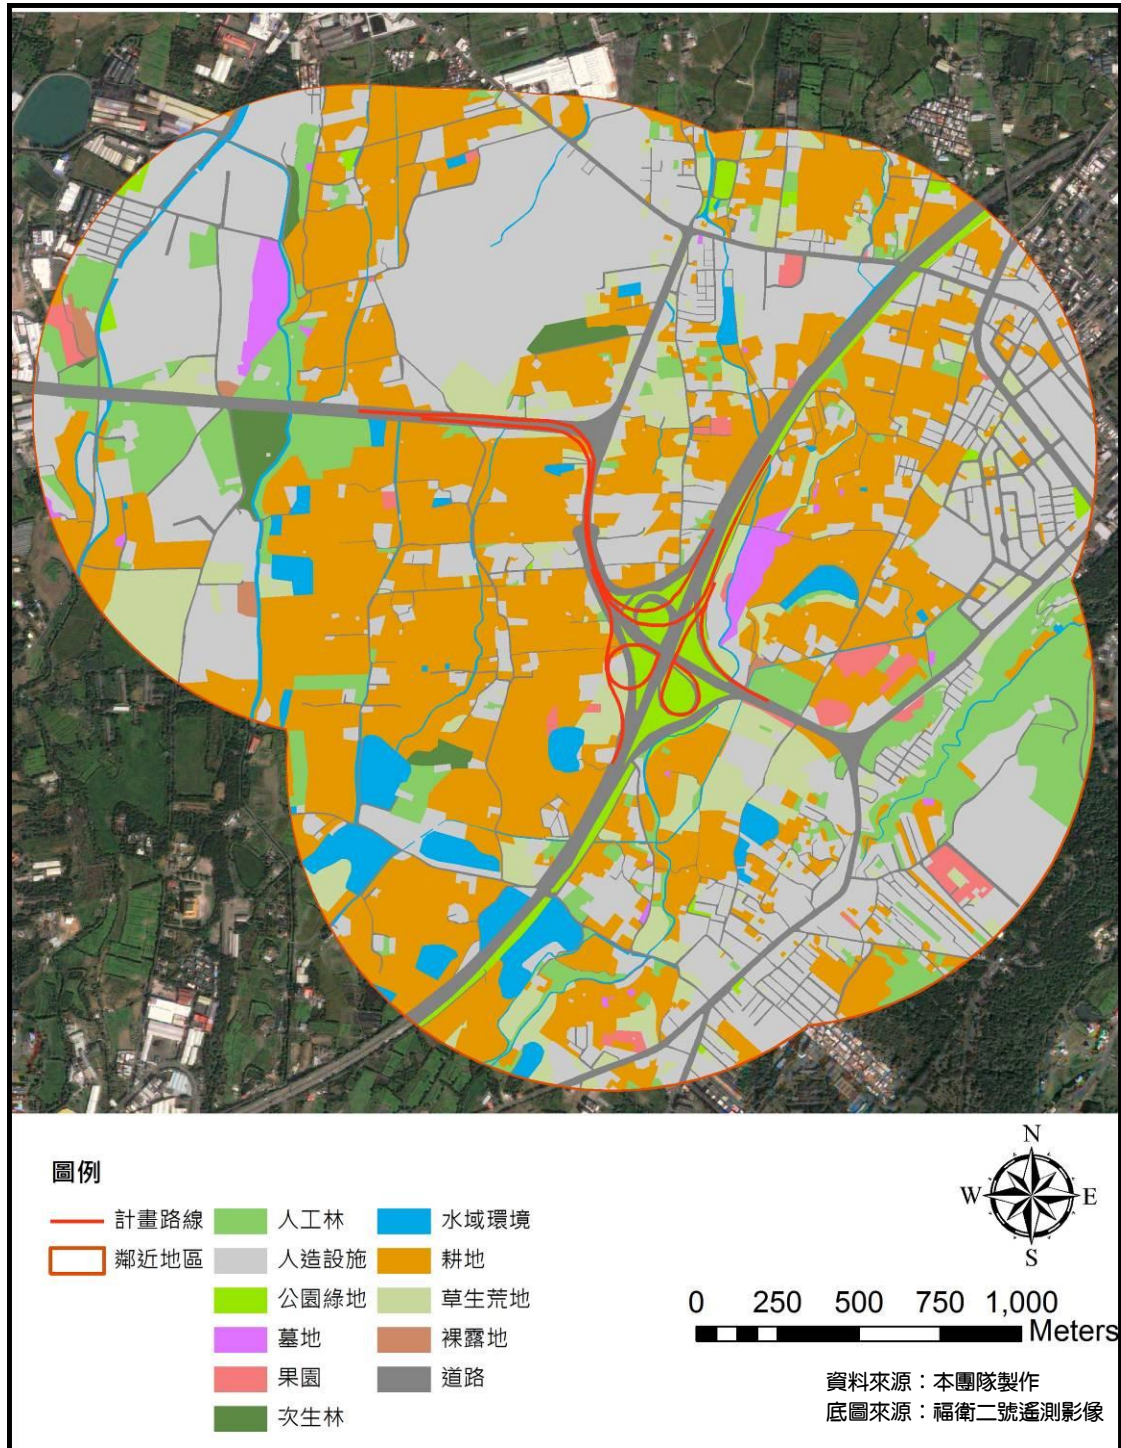 圖例
計畫路線
鄰近地區
人工林
人造設施
公園綠地
墓地
果園
次生林
水域環境
耕地
草生荒地
裸露地
道路
N
W E
S
0 250 500 750 1,000
Meters
資料來源：本團隊製作
底圖來源：福衛二號遙測影像